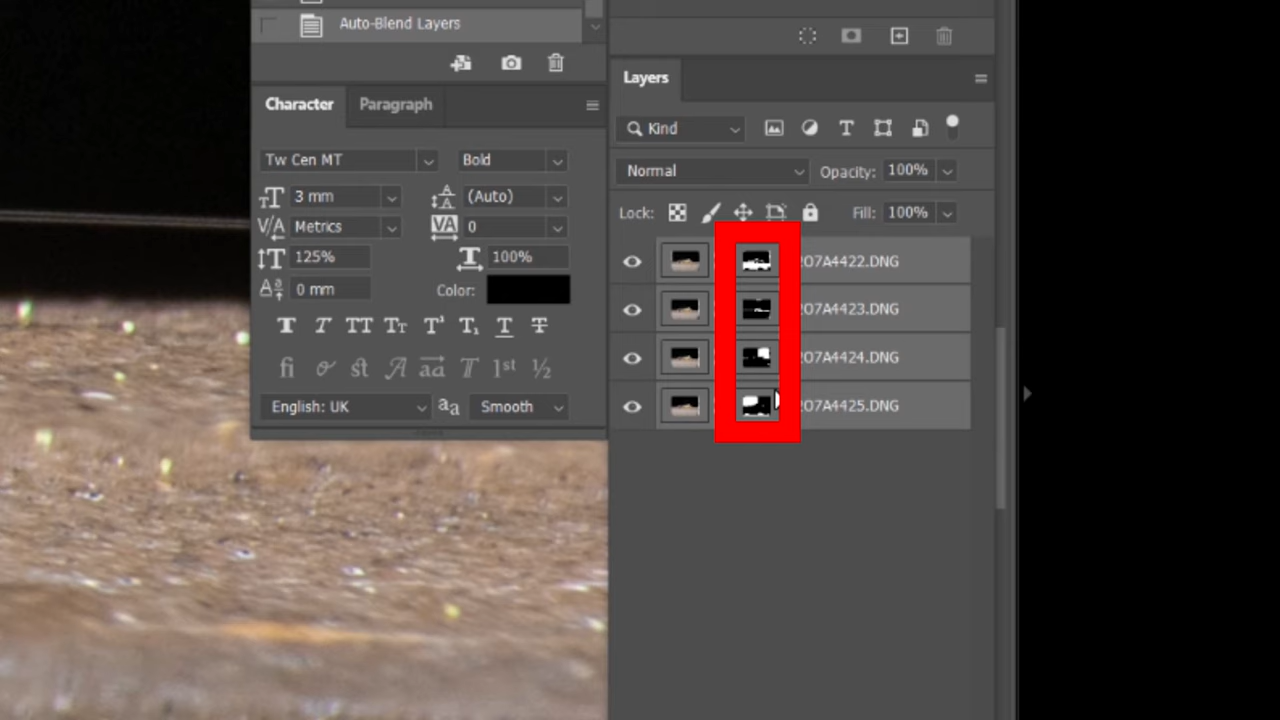 Auto-Blend Layers
Character
Paragraph
Tw Cen MT
Bold
3 mm
(Auto)
Metrics
0
125%
100%
0 mm
Color:
fi
st
A
aa
T
1st
½
English: UK
aa
Smooth
Layers
Kind
Normal
Opacity: 100%
Lock:
Fill: 100%
2O7A4422.DNG
2O7A4423.DNG
2O7A4424.DNG
2O7A4425.DNG